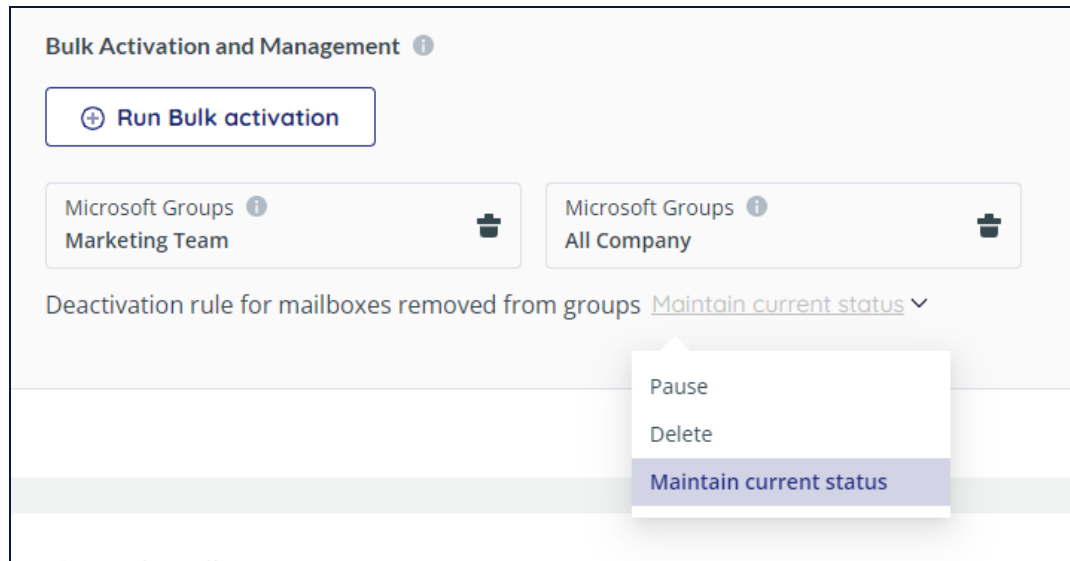 Bulk Activation and Management
Run Bulk activation
Microsoft Groups
Marketing Team
Microsoft Groups
All Company
Deactivation rule for mailboxes removed from groups Maintain current status
Pause
Delete
Maintain current status